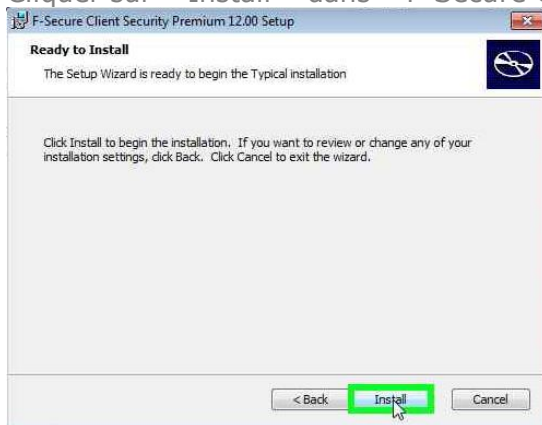 F-Secure Client Security Premium 12.00 Setup
Ready to Install
The Setup Wizard is ready to begin the Typical installation
Click Install to begin the installation. If you want to review or change any of your
installation settings, click Back. Click Cancel to exit the wizard.
< Back Install Cancel